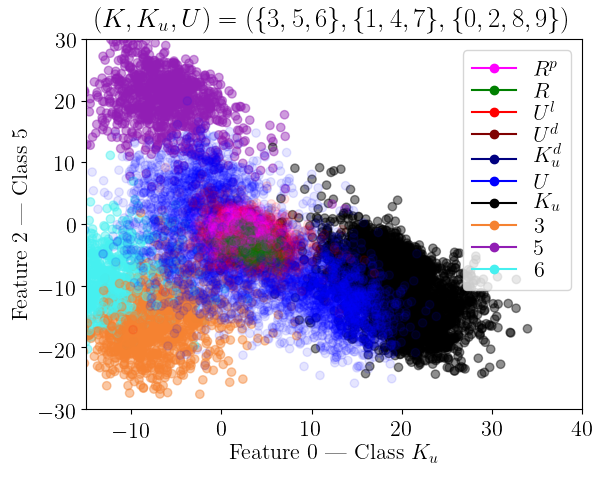 (K, K_u, U) = ({3, 5, 6}, {1, 4, 7}, {0, 2, 8, 9})
30
20
10
0
−10
−20
−30
Feature 2 — Class 5
R^p
R
U^l
U^d
K_u^d
U
K_u
3
5
6
−10
0
10
20
30
40
Feature 0 — Class K_u